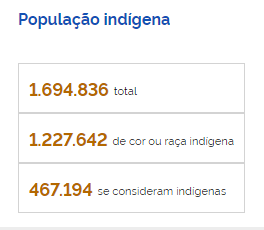 População indígena
1.694.836 total
1.227.642 de cor ou raça indígena
467.194 se consideram indígenas